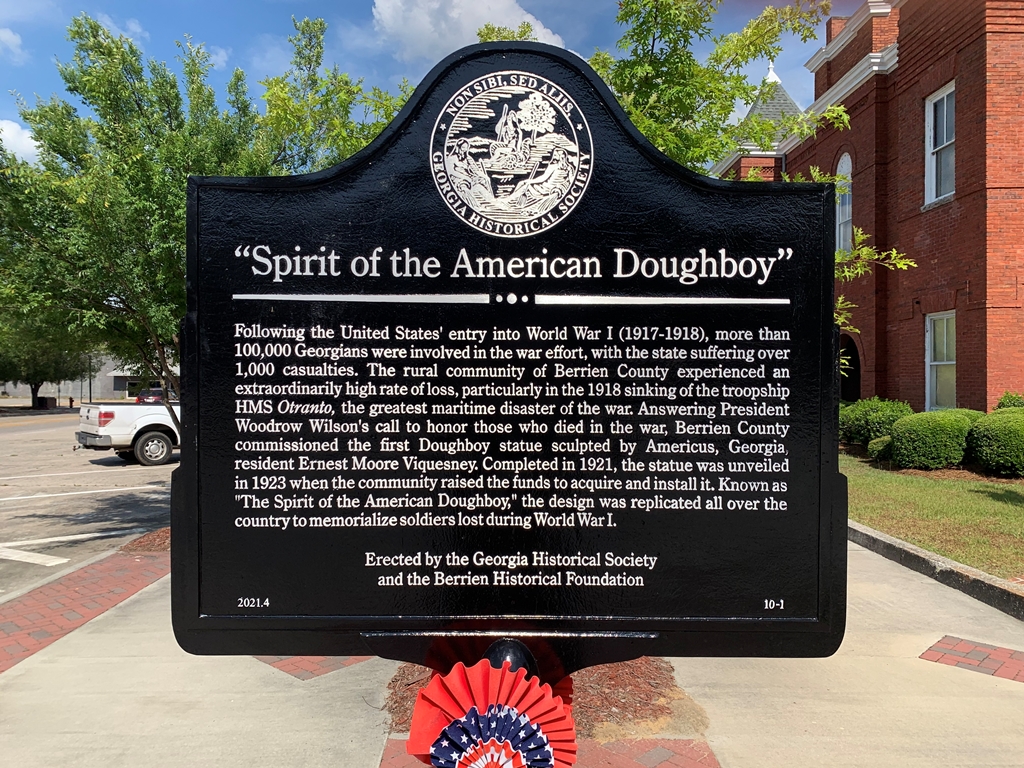 NON SIBI, SED ALIIS.
GEORGIA HISTORICAL SOCIETY
“Spirit of the American Doughboy”
Following the United States' entry into World War I (1917-1918), more than
100,000 Georgians were involved in the war effort, with the state suffering over
1,000 casualties. The rural community of Berrien County experienced an
extraordinarily high rate of loss, particularly in the 1918 sinking of the troopship
HMS Otranto, the greatest maritime disaster of the war. Answering President
Woodrow Wilson's call to honor those who died in the war, Berrien County
commissioned the first Doughboy statue sculpted by Americus, Georgia,
resident Ernest Moore Viquesney. Completed in 1921, the statue was unveiled
in 1923 when the community raised the funds to acquire and install it. Known as
"The Spirit of the American Doughboy," the design was replicated all over the
country to memorialize soldiers lost during World War I.
Erected by the Georgia Historical Society
and the Berrien Historical Foundation
2021.4
10-1